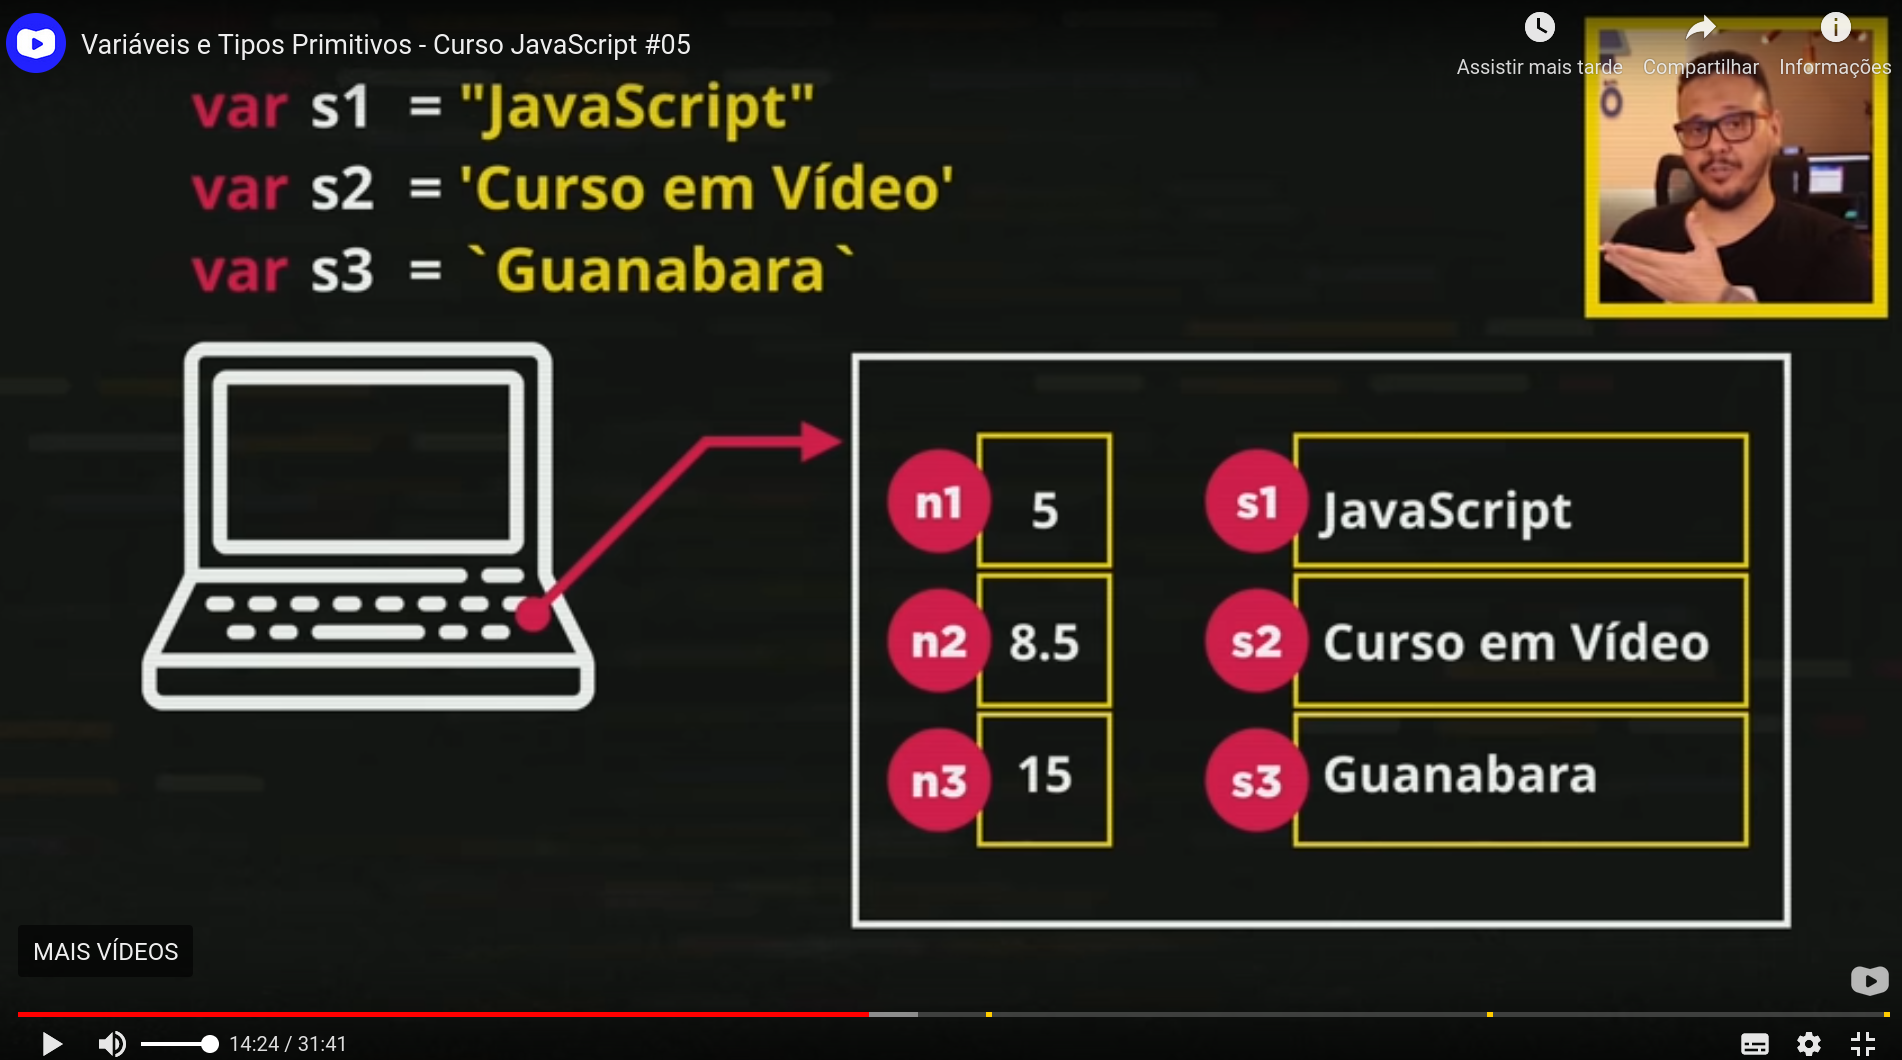 Variáveis e Tipos Primitivos - Curso JavaScript #05
Assistir mais tarde
Compartilhar
Informações
var s1 = "JavaScript"
var s2 = 'Curso em Vídeo'
var s3 = `Guanabara`
n1 5 s1 JavaScript
n2 8.5 s2 Curso em Vídeo
n3 15 s3 Guanabara
MAIS VÍDEOS
14:24 / 31:41